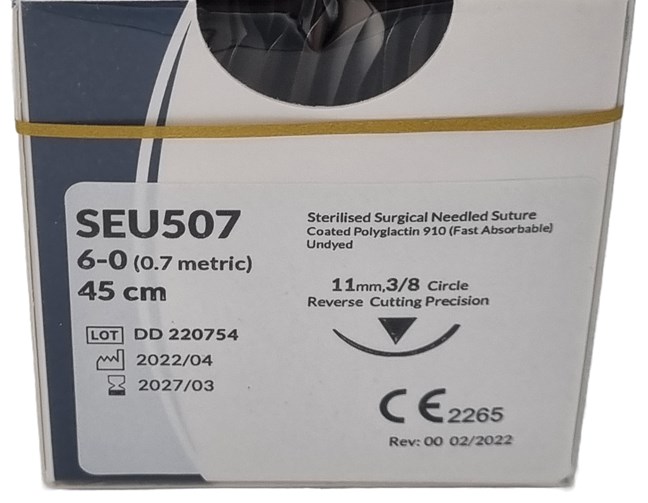 SEU507
6-0 (0.7 metric)
45 cm
LOT DD 220754
2022/04
2027/03
Sterilised Surgical Needled Suture
Coated Polyglactin 910 (Fast Absorbable)
Undyed
11mm,3/8 Circle
Reverse Cutting Precision
CE 2265
Rev: 00 02/2022